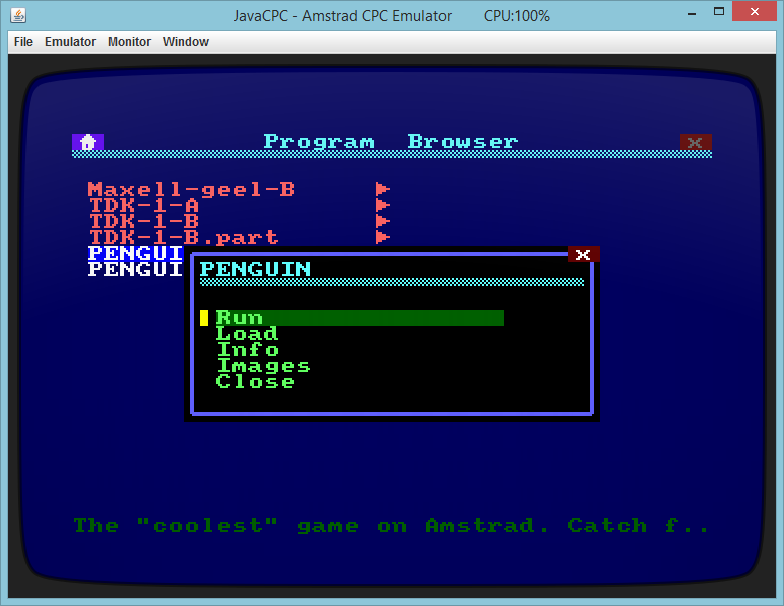 JavaCPC - Amstrad CPC Emulator CPU:100%
File Emulator Monitor Window
Program Browser
Maxell-geel-B
TDK-1-A
TDK-1-B
TDK-1-B.part
PENGUI
PENGUI
PENGUIN
Run
Load
Info
Images
Close
The "coolest" game on Amstrad. Catch f..